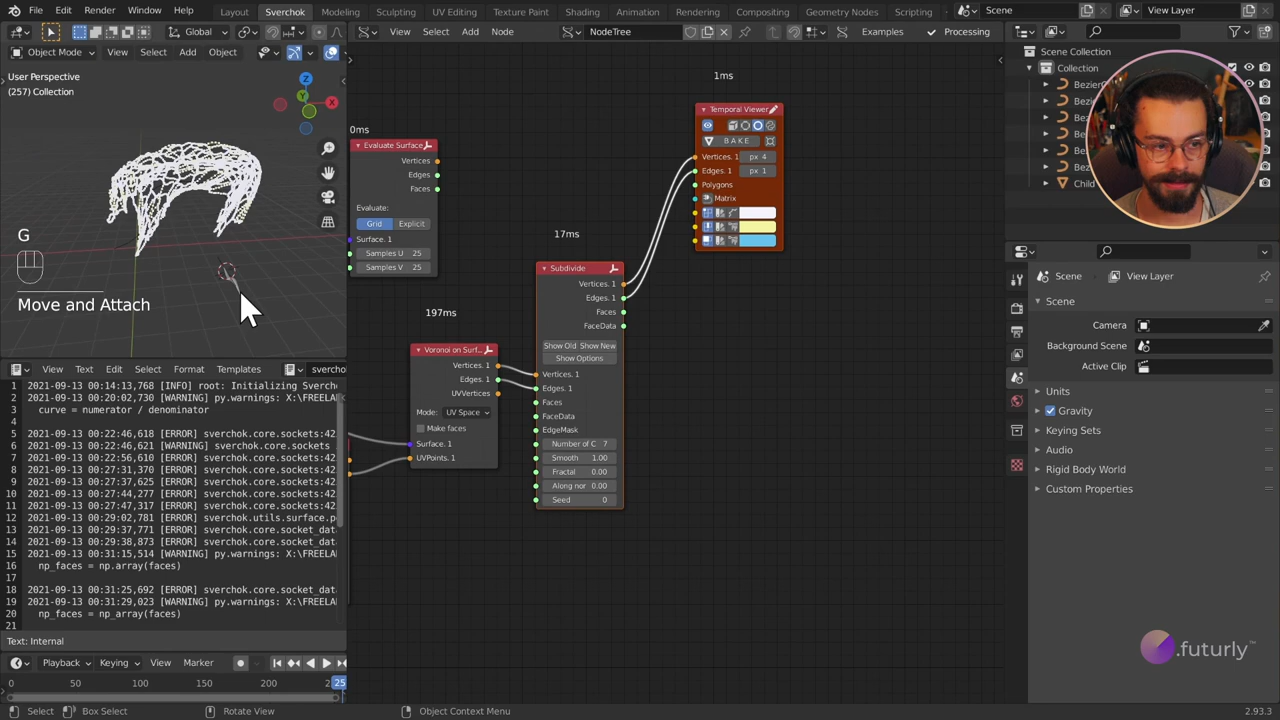 File Edit Render Window Help Layout Sverchok Modeling Sculpting UV Editing Texture Paint Shading Animation Rendering Compositing Geometry Nodes Scripting Scene View Layer
Global View Select Add Node NodeTree Examples Processing
Object Mode View Select Add Object
User Perspective
(257) Collection
Z
Y
X
G
Move and Attach
0ms
Evaluate Surface
Vertices
Edges
Faces
Evaluate:
Grid Explicit
Surface. 1
Samples U 25
Samples V 25
197ms
Voronoi on Surf...
Vertices. 1
Edges. 1
UVVertices
Mode: UV Space
Make faces
Surface. 1
UVPoints. 1
17ms
Subdivide
Vertices. 1
Edges. 1
Faces
FaceData
Show Old Show New
Show Options
Vertices. 1
Edges. 1
Faces
FaceData
EdgeMask
Number of C 7
Smooth 1.00
Fractal 0.00
Along nor 0.00
Seed 0
1ms
Temporal Viewer
BAKE
Vertices. 1 px 4
Edges. 1 px 1
Polygons
Matrix
Scene Collection
Collection
Bezier
Bez
Be
Be
Be
Bezi
Child
Scene View Layer
Scene
Camera
Background Scene
Active Clip
Units
Gravity
Keying Sets
Audio
Rigid Body World
Custom Properties
View Text Edit Select Format Templates sverchok
1 2021-09-13 00:14:13,768 [INFO] root: Initializing Sverch
2 2021-09-13 00:20:02,730 [WARNING] py.warnings: X:\FREELA
3 curve = numerator / denominator
4
5 2021-09-13 00:22:46,618 [ERROR] sverchok.core.sockets:42
6 2021-09-13 00:22:46,621 [WARNING] sverchok.core.sockets
7 2021-09-13 00:22:56,610 [ERROR] sverchok.core.sockets:42
8 2021-09-13 00:27:31,370 [ERROR] sverchok.core.sockets:42
9 2021-09-13 00:27:37,625 [ERROR] sverchok.core.sockets:42
10 2021-09-13 00:27:44,277 [ERROR] sverchok.core.sockets:42
11 2021-09-13 00:27:47,317 [ERROR] sverchok.core.sockets:42
12 2021-09-13 00:29:02,781 [ERROR] sverchok.utils.surface.p
13 2021-09-13 00:29:37,771 [ERROR] sverchok.core.socket_dat
14 2021-09-13 00:29:38,873 [ERROR] sverchok.core.socket_dat
15 2021-09-13 00:31:15,514 [WARNING] py.warnings: X:\FREELA
16 np_faces = np.array(faces)
17
18 2021-09-13 00:31:25,692 [ERROR] sverchok.core.socket_dat
19 2021-09-13 00:31:29,023 [WARNING] py.warnings: X:\FREELA
20 np_faces = np.array(faces)
21
Text: Internal
Playback Keying View Marker
0 50 100 150 200 25
.futurly™
Select Box Select Rotate View Object Context Menu 2.93.3